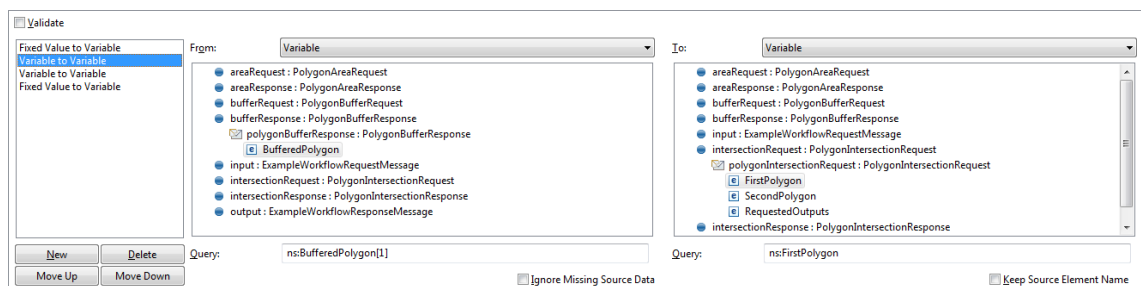 Validate
Fixed Value to Variable
Variable to Variable
Variable to Variable
Fixed Value to Variable
New
Delete
Move Up
Move Down
From:
Variable
areaRequest : PolygonAreaRequest
areaResponse : PolygonAreaResponse
bufferRequest : PolygonBufferRequest
bufferResponse : PolygonBufferResponse
polygonBufferResponse : PolygonBufferResponse
e BufferedPolygon
input : ExampleWorkflowRequestMessage
intersectionRequest : PolygonIntersectionRequest
intersectionResponse : PolygonIntersectionResponse
output : ExampleWorkflowResponseMessage
Query:
ns:BufferedPolygon[1]
Ignore Missing Source Data
To:
Variable
areaRequest : PolygonAreaRequest
areaResponse : PolygonAreaResponse
bufferRequest : PolygonBufferRequest
bufferResponse : PolygonBufferResponse
input : ExampleWorkflowRequestMessage
intersectionRequest : PolygonIntersectionRequest
polygonIntersectionRequest : PolygonIntersectionRequest
e FirstPolygon
e SecondPolygon
e RequestedOutputs
intersectionResponse : PolygonIntersectionResponse
Query:
ns:FirstPolygon
Keep Source Element Name